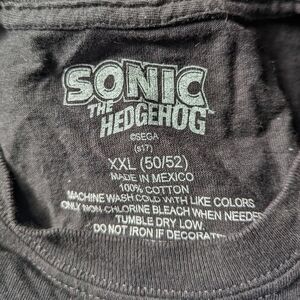 SONIC
THE
HEDGEHOG
©SEGA
(s17)
XXL (50/52)
MADE IN MEXICO
100% COTTON
MACHINE WASH COLD WITH LIKE COLORS
ONLY NON-CHLORINE BLEACH WHEN NEEDED
TUMBLE DRY LOW.
DO NOT IRON IF DECORATE